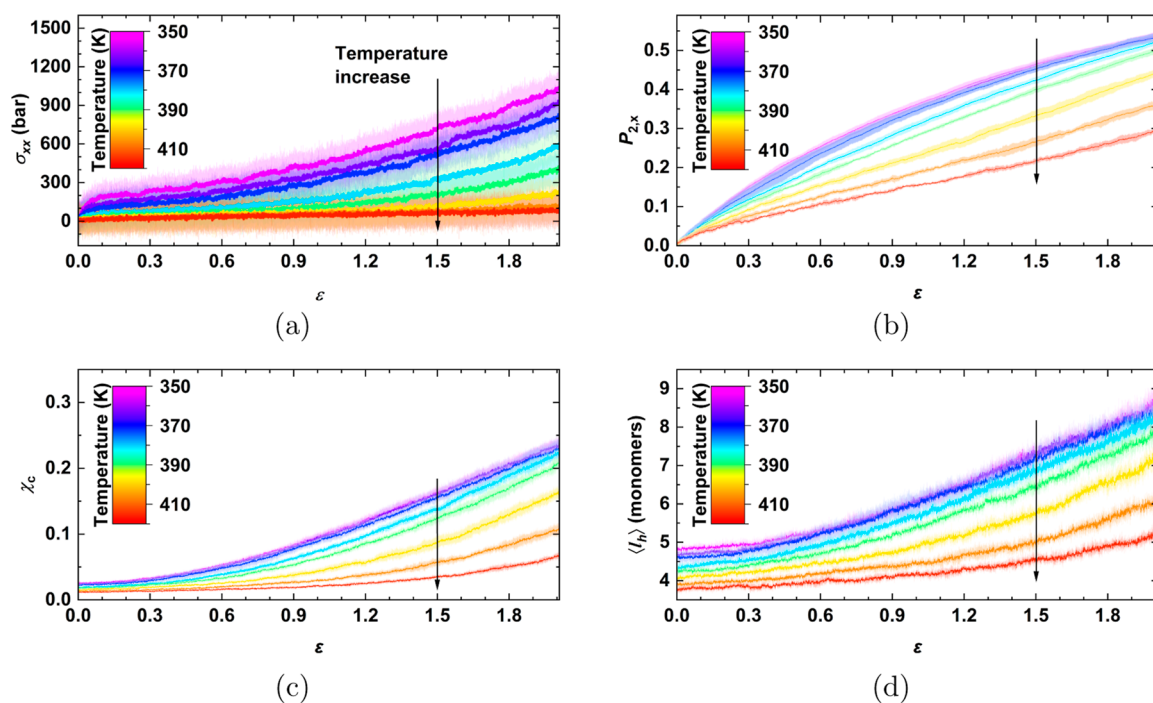 1500
1200
900
600
300
0
σxx (bar)
Temperature (K)
350
370
390
410
Temperature
increase
0.0 0.3 0.6 0.9 1.2 1.5 1.8
ε
(a)
0.5
0.4
0.3
0.2
0.1
0.0
P2,x
Temperature (K)
350
370
390
410
0.0 0.3 0.6 0.9 1.2 1.5 1.8
ε
(b)
0.3
0.2
0.1
0.0
χc
Temperature (K)
350
370
390
410
0.0 0.3 0.6 0.9 1.2 1.5 1.8
ε
(c)
9
8
7
6
5
4
⟨lh⟩ (monomers)
Temperature (K)
350
370
390
410
0.0 0.3 0.6 0.9 1.2 1.5 1.8
ε
(d)